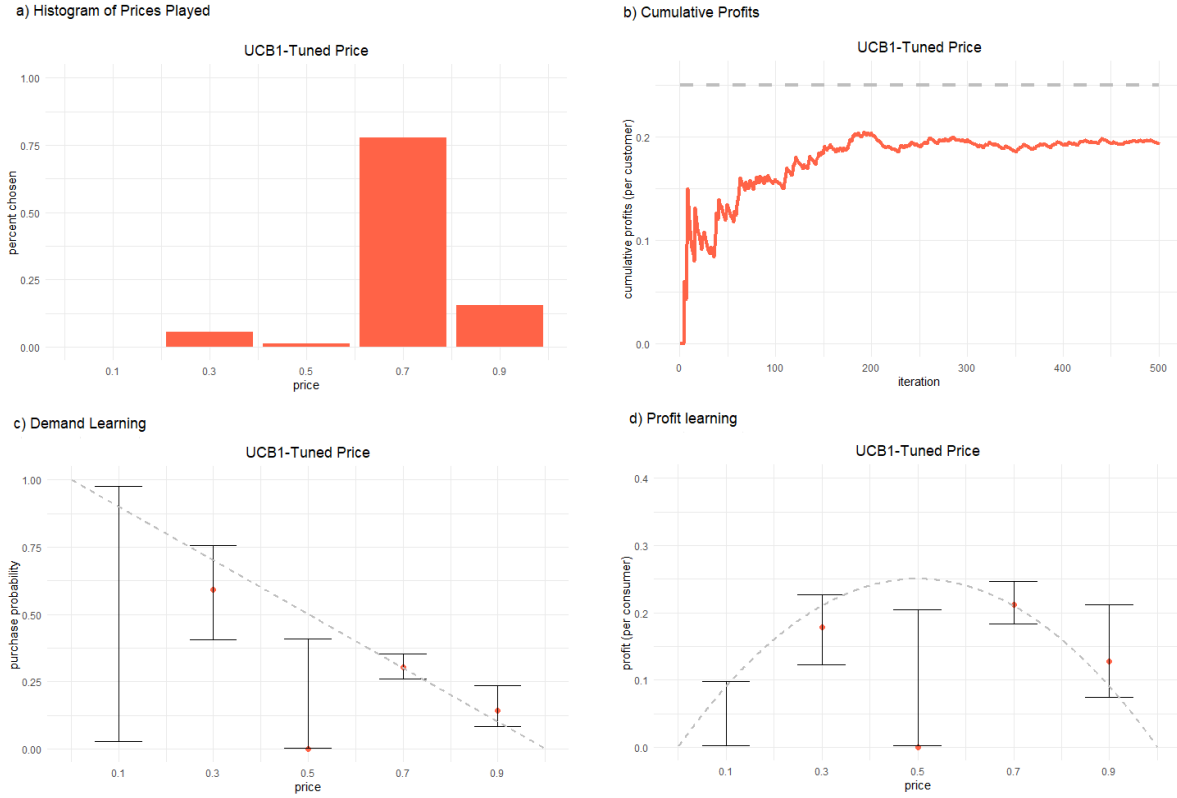 a) Histogram of Prices Played
UCB1-Tuned Price
percent chosen
1.00
0.75
0.50
0.25
0.00
0.1 0.3 0.5 0.7 0.9
price
b) Cumulative Profits
UCB1-Tuned Price
cumulative profits (per customer)
0.2
0.1
0.0
0 100 200 300 400 500
iteration
c) Demand Learning
UCB1-Tuned Price
purchase probability
1.00
0.75
0.50
0.25
0.00
0.1 0.3 0.5 0.7 0.9
price
d) Profit learning
UCB1-Tuned Price
profit (per consumer)
0.4
0.3
0.2
0.1
0.0
0.1 0.3 0.5 0.7 0.9
price